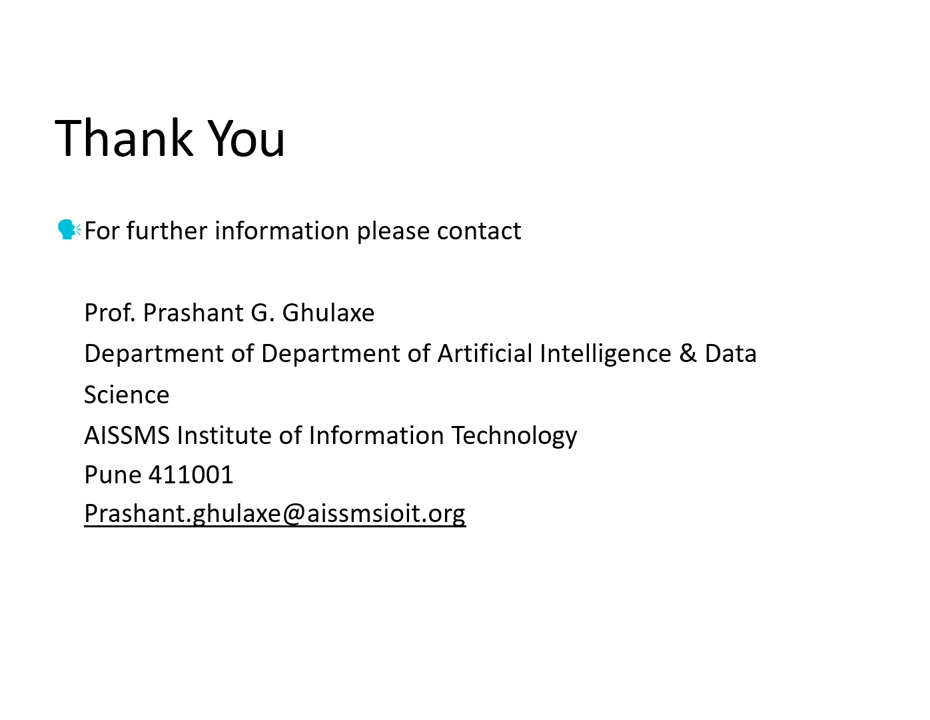 Thank You
For further information please contact
Prof. Prashant G. Ghulaxe
Department of Department of Artificial Intelligence & Data
Science
AISSMS Institute of Information Technology
Pune 411001
Prashant.ghulaxe@aissmsioit.org